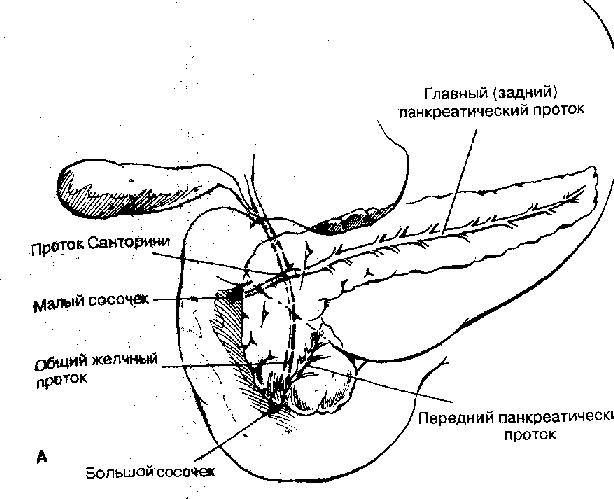 Главный (задний)
панкреатический проток
Проток Санторини
Малый сосочек
Общий желчный
проток
Передний панкреатически
проток
А
Большой сосочек